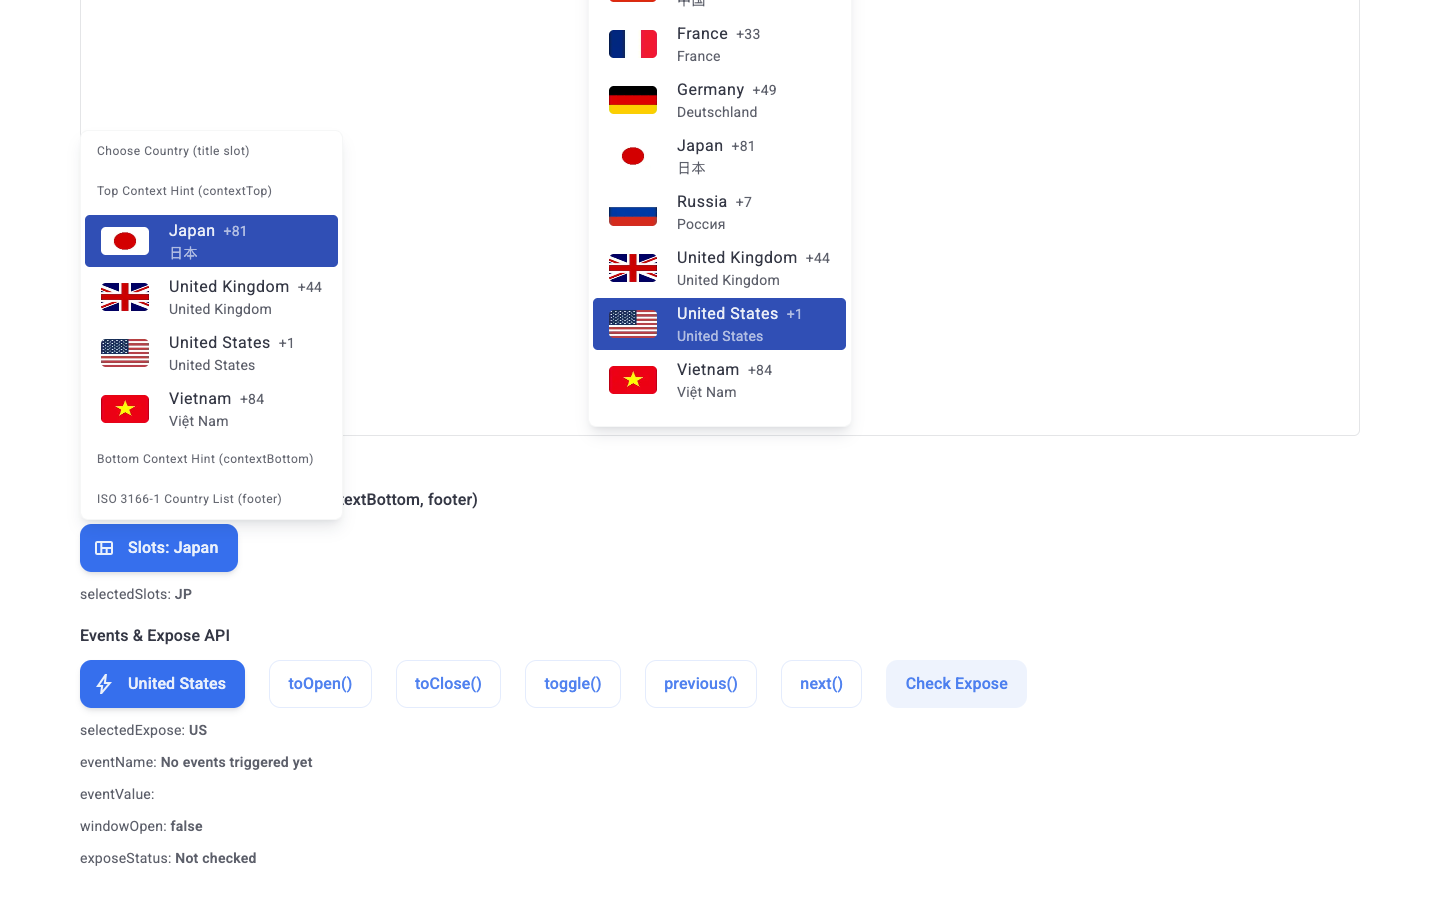 中国
France +33
France
Germany +49
Deutschland
Japan +81
日本
Russia +7
Россия
United Kingdom +44
United Kingdom
United States +1
United States
Vietnam +84
Việt Nam
Choose Country (title slot)
Top Context Hint (contextTop)
Japan +81
日本
United Kingdom +44
United Kingdom
United States +1
United States
Vietnam +84
Việt Nam
Bottom Context Hint (contextBottom)
ISO 3166-1 Country List (footer)
textBottom, footer)
Slots: Japan
selectedSlots: JP
Events & Expose API
United States toOpen() toClose() toggle() previous() next() Check Expose
selectedExpose: US
eventName: No events triggered yet
eventValue:
windowOpen: false
exposeStatus: Not checked